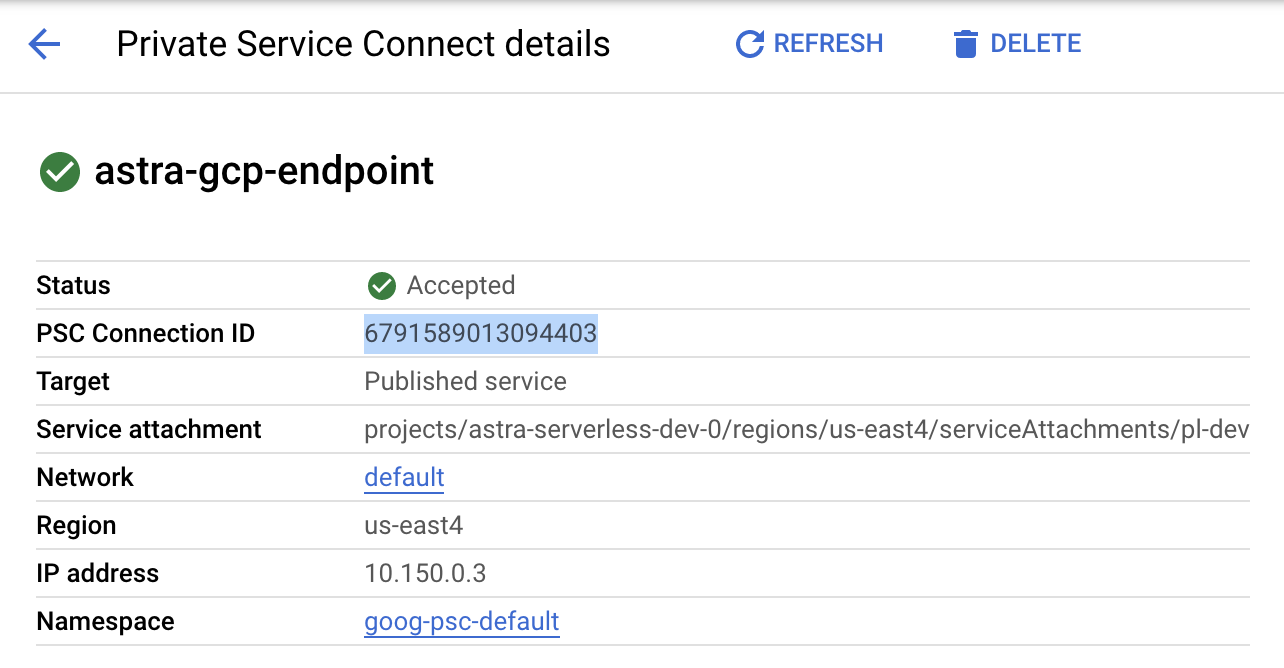 Private Service Connect details REFRESH DELETE
astra-gcp-endpoint
Status Accepted
PSC Connection ID 6791589013094403
Target Published service
Service attachment projects/astra-serverless-dev-0/regions/us-east4/serviceAttachments/pl-dev
Network default
Region us-east4
IP address 10.150.0.3
Namespace goog-psc-default